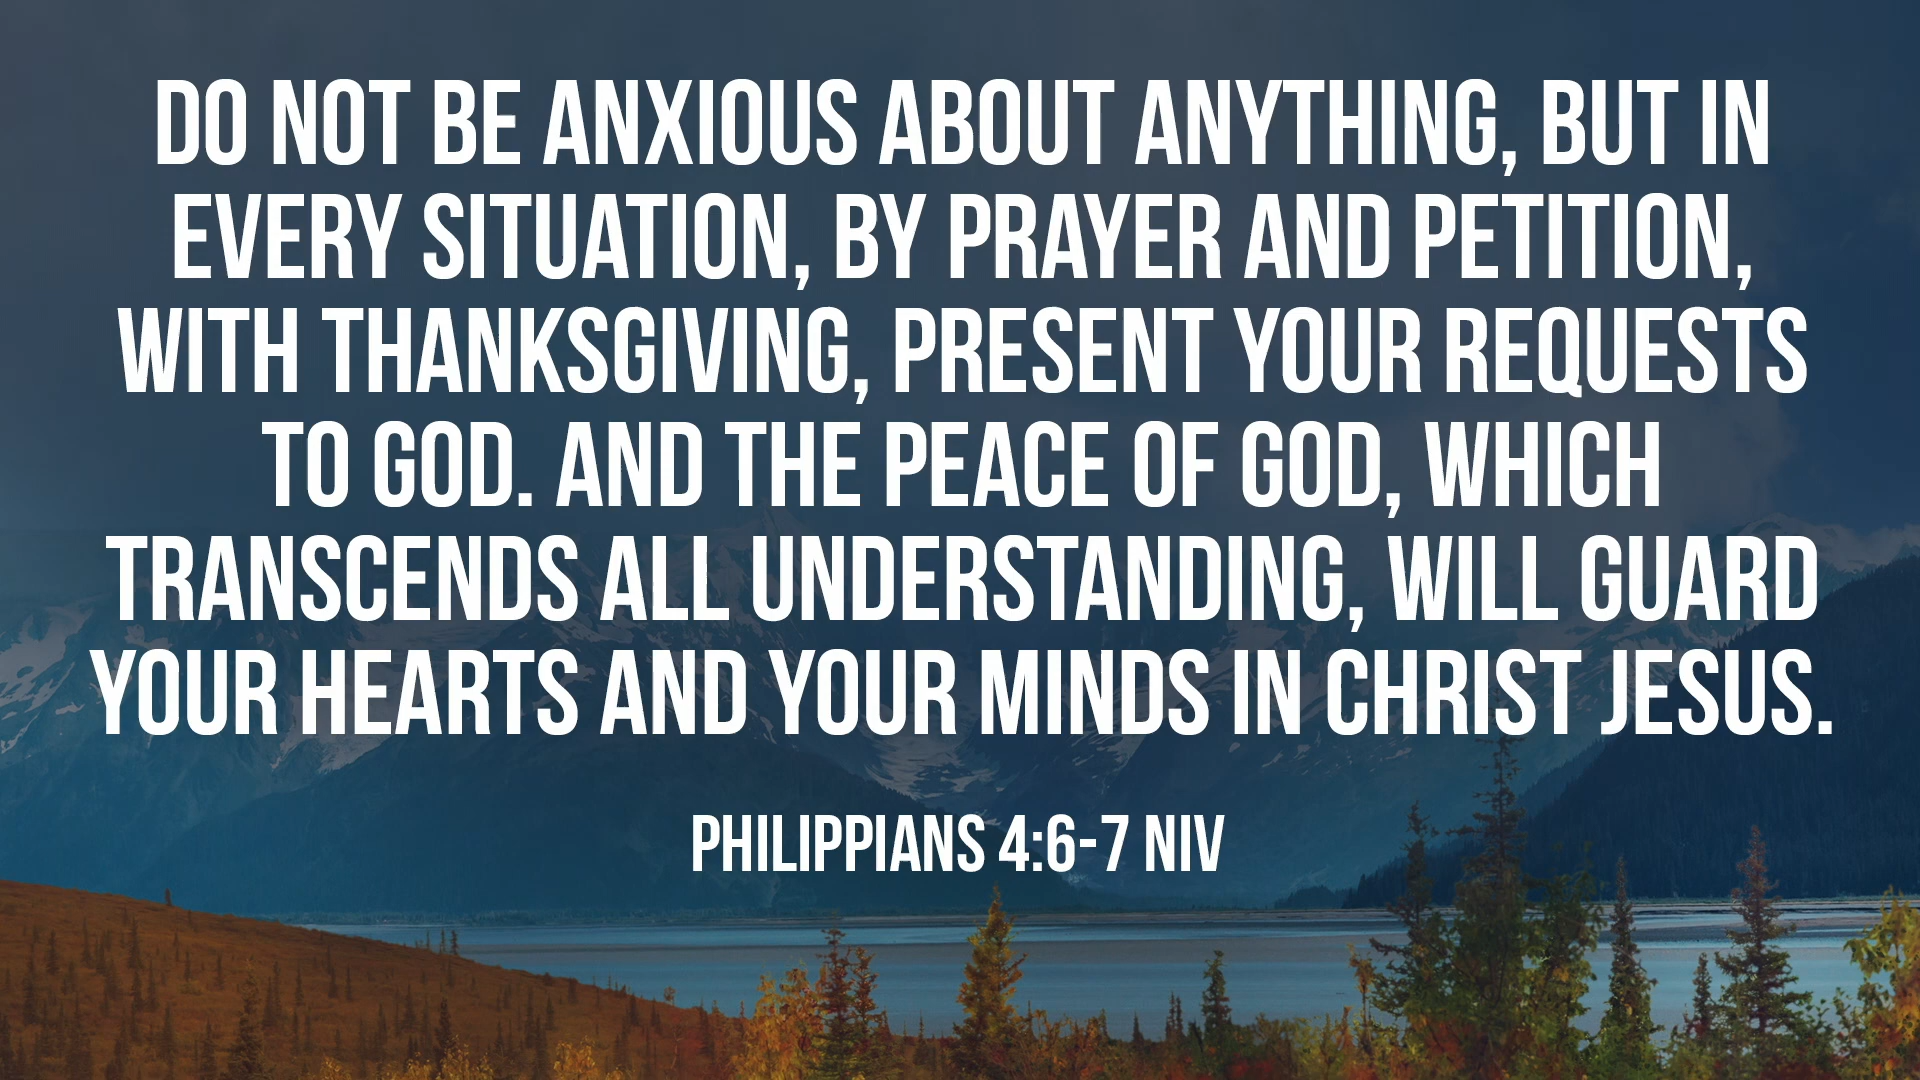 DO NOT BE ANXIOUS ABOUT ANYTHING, BUT IN
EVERY SITUATION, BY PRAYER AND PETITION,
WITH THANKSGIVING, PRESENT YOUR REQUESTS
TO GOD. AND THE PEACE OF GOD, WHICH
TRANSCENDS ALL UNDERSTANDING, WILL GUARD
YOUR HEARTS AND YOUR MINDS IN CHRIST JESUS.
PHILIPPIANS 4:6-7 NIV